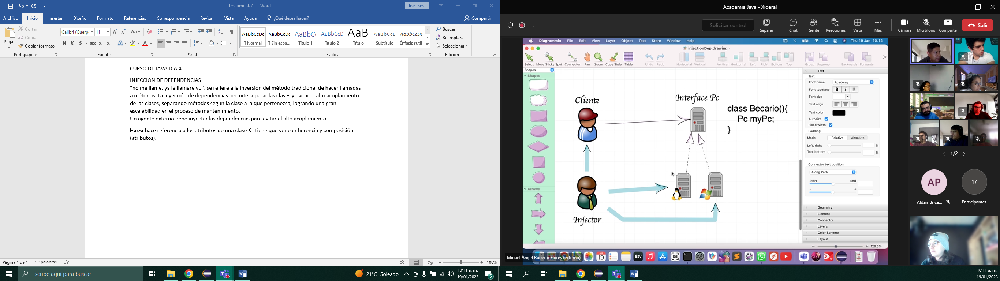 Documento1 - Word
Inic. ses.
Archivo Inicio Insertar Diseño Formato Referencias Correspondencia Revisar Vista Ayuda ¿Qué desea hacer? Compartir
Pegar
Cortar
Copiar
Copiar formato
Portapapeles
Calibri (Cuerpo 11
Fuente
Párrafo
AaBbCcDc AaBbCcDc AaBbCc AaBbCcD AaB AaBbCcD AaBbCcDc
¶ Normal ¶ Sin espa... Título 1 Título 2 Título Subtítulo Énfasis sutil
Estilos
Buscar
Reemplazar
Seleccionar
Edición
CURSO DE JAVA DIA 4
INJECCION DE DEPENDENCIAS
“no me llame, ya le llamare yo”, se refiere a la inversión del método tradicional de hacer llamadas
a métodos. La inyección de dependencias permite separar las clases y evitar el alto acoplamiento
de las clases, separando métodos según la clase a la que pertenezca, logrando una gran
escalabilidad en el proceso de mantenimiento.
Un agente externo debe inyectar las dependencias para evitar el alto acoplamiento
Has-a hace referencia a los atributos de una clase ← tiene que ver con herencia y composición
(atributos).
Página 1 de 1 92 palabras 108%
Escribe aquí para buscar
21°C Soleado
10:11 a. m.
19/01/2023
5
Academia Java - Xideral
--:--
Solicitar control
Separar Chat Gente Reacciones Vista Más Cámara Micrófono Comparte Salir
Diagrammix File Edit View Layer Object Text Store Window Help Thu 19 Jan 10:12
injectionDep.drawing
Select Move Sticky Spot Connector Pan Zoom Copy Style Table Undo Redo Horizontal Vertical Vertical Horizontal Left Right Bottom Top Group Ungroup Backwards Forwards
Shapes
Shapes
Arrows
Cliente
Interface Pc
class Becario(){
Pc myPc;
}
Injector
Text
Text
Font name Academy
Font typeface B I U
Font size
Text align
Text color
Autosize
Fixed width
Padding
Mode Relative Absolute
Left, right %
Top, bottom %
Connector text position
Along Path
Start End
- +
Geometry
Element
Connector
Layers
Color Scheme
Layout
126.6%
Miguel Ángel Rugerio Flores (externo)
JAN
19
tv
1/2
AP
17
Aldair Brice...
Participantes
10:11 a. m.
19/01/2023